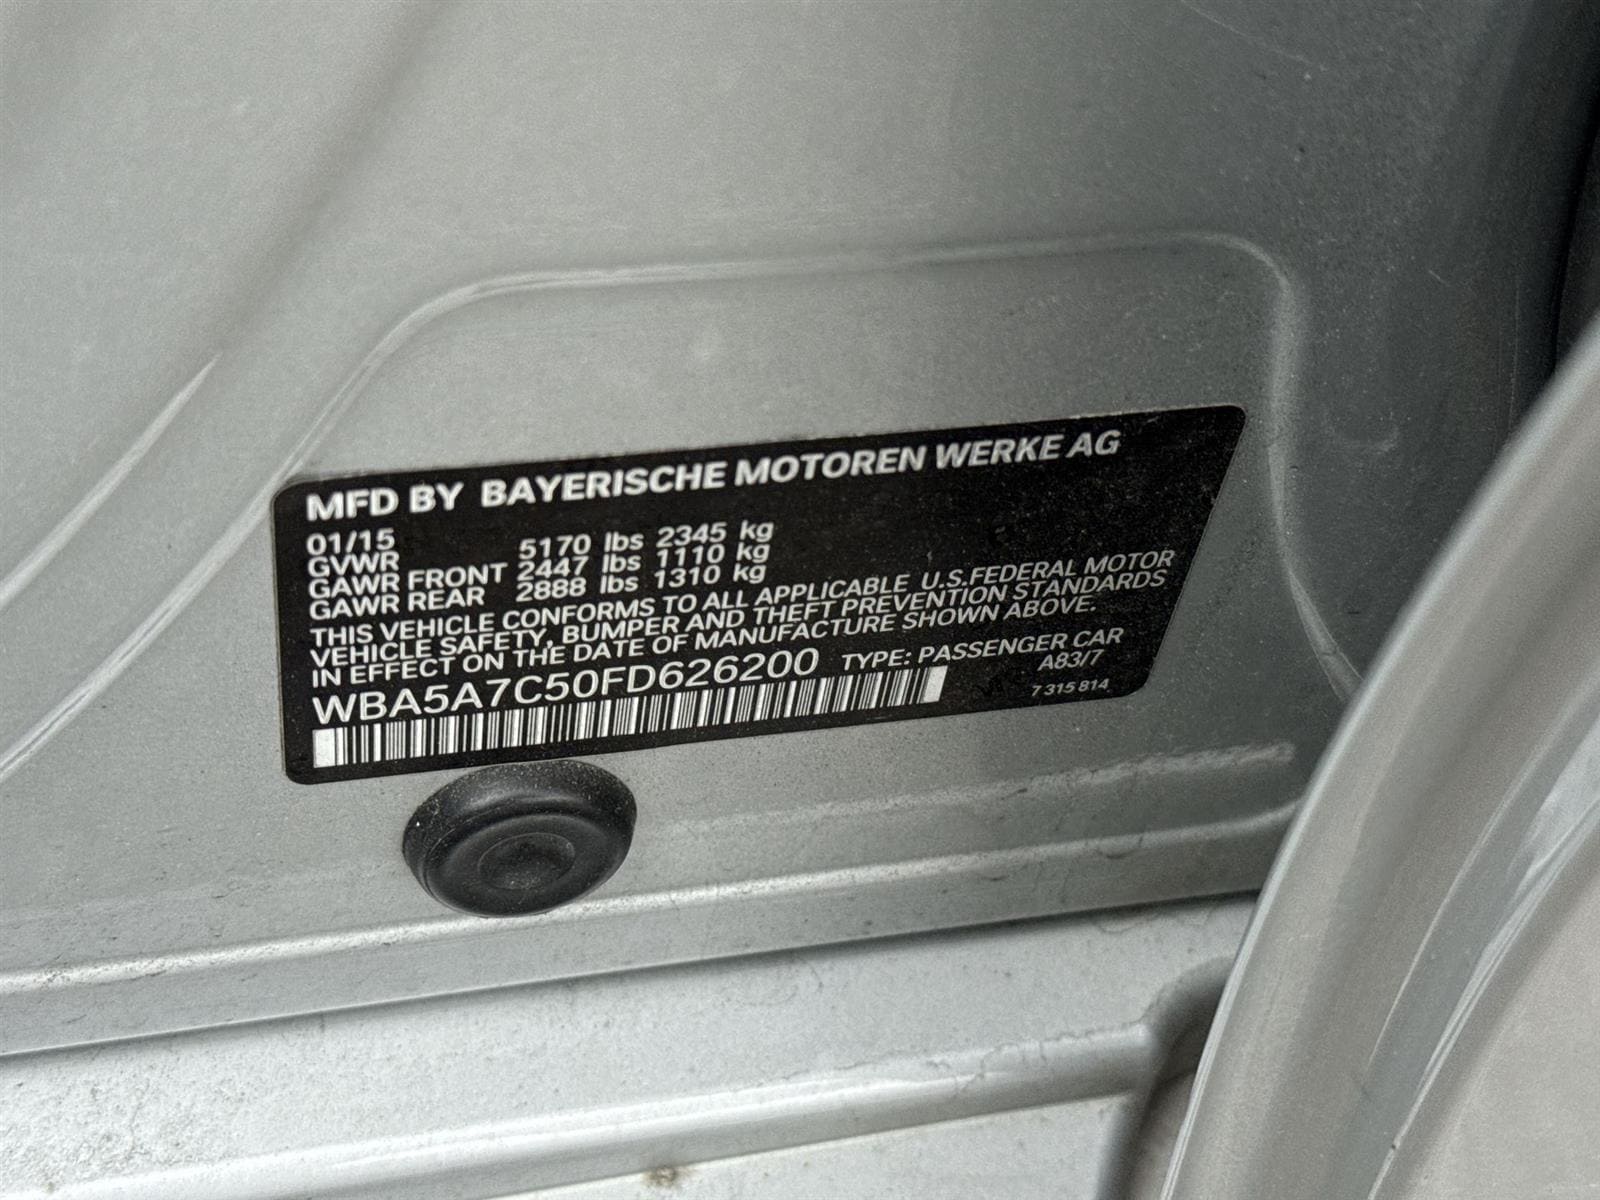 MFD BY BAYERISCHE MOTOREN WERKE AG
01/15
GVWR 5170 lbs 2345 kg
GAWR FRONT 2447 lbs 1110 kg
GAWR REAR 2888 lbs 1310 kg
THIS VEHICLE CONFORMS TO ALL APPLICABLE U.S.FEDERAL MOTOR
VEHICLE SAFETY, BUMPER AND THEFT PREVENTION STANDARDS
IN EFFECT ON THE DATE OF MANUFACTURE SHOWN ABOVE.
WBA5A7C50FD626200 TYPE: PASSENGER CAR
A83/7
7 315 814